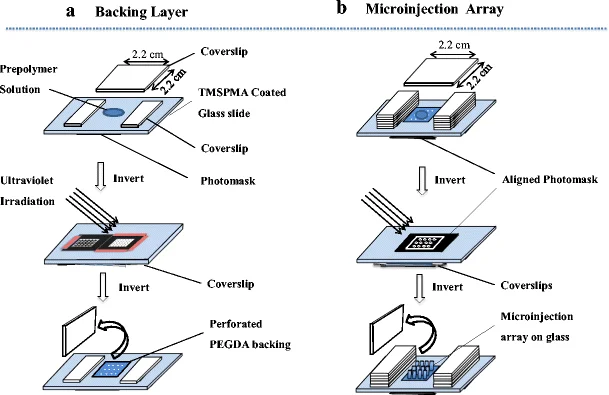 a Backing Layer
b Microinjection Array
2.2 cm
2.2 cm
Coverslip
Prepolymer
Solution
TMSPMA Coated
Glass slide
Coverslip
Photomask
Invert
Ultraviolet
Irradiation
Coverslip
Invert
Perforated
PEGDA backing
2.2 cm
2.2 cm
Invert
Aligned Photomask
Coverslips
Invert
Microinjection
array on glass